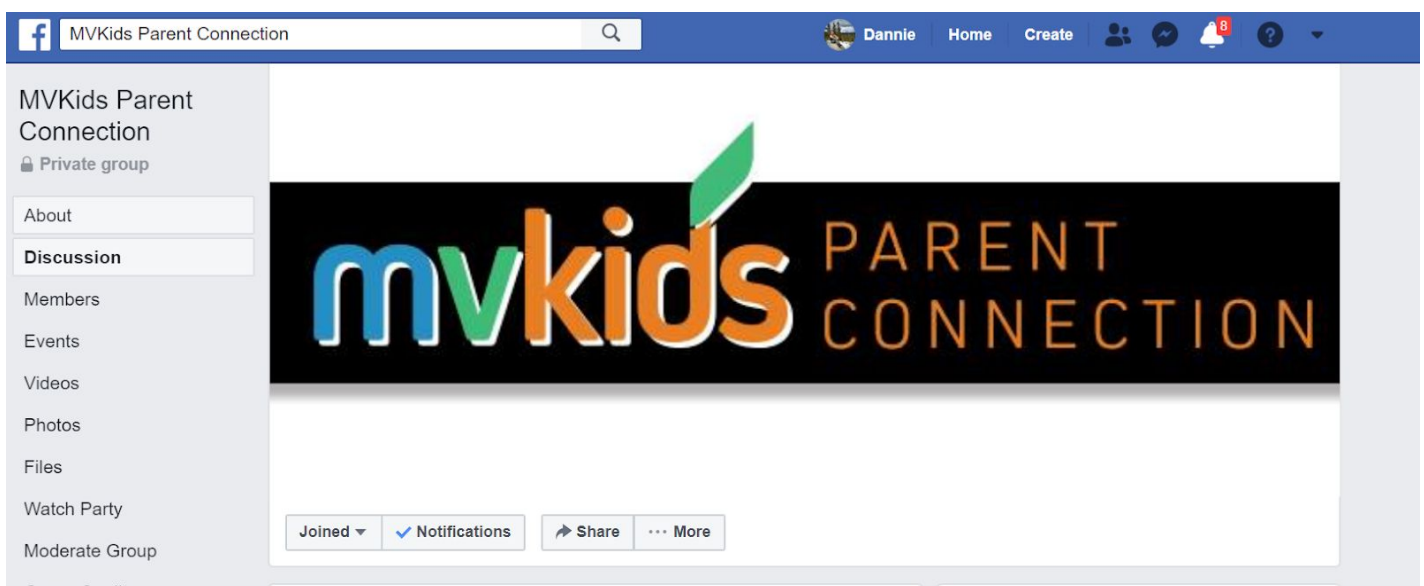 MVKids Parent Connection
Dannie
Home
Create
8
MVKids Parent
Connection
Private group
About
Discussion
Members
Events
Videos
Photos
Files
Watch Party
Moderate Group
mvkids PARENT
CONNECTION
Joined
Notifications
Share
More